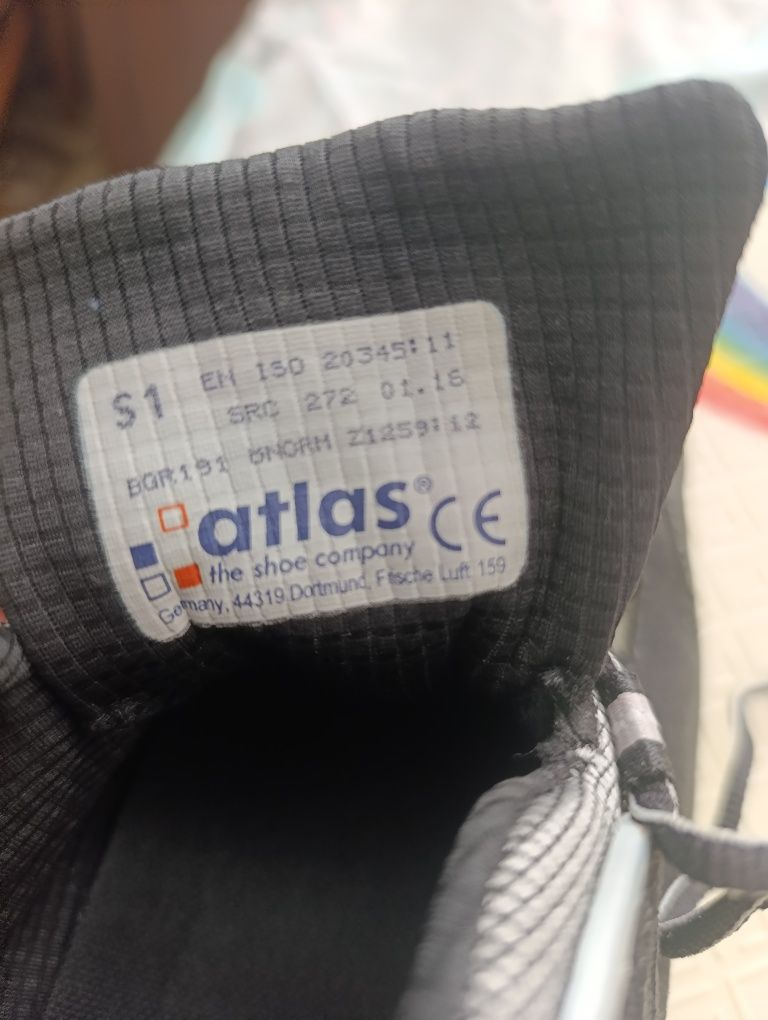 S1 EN ISO 20345:11
SRC 272 01.16
BGR191 ÖNORM Z1259:12
atlas®
the shoe company
CE
Germany, 44319 Dortmund, Frische Luft 159